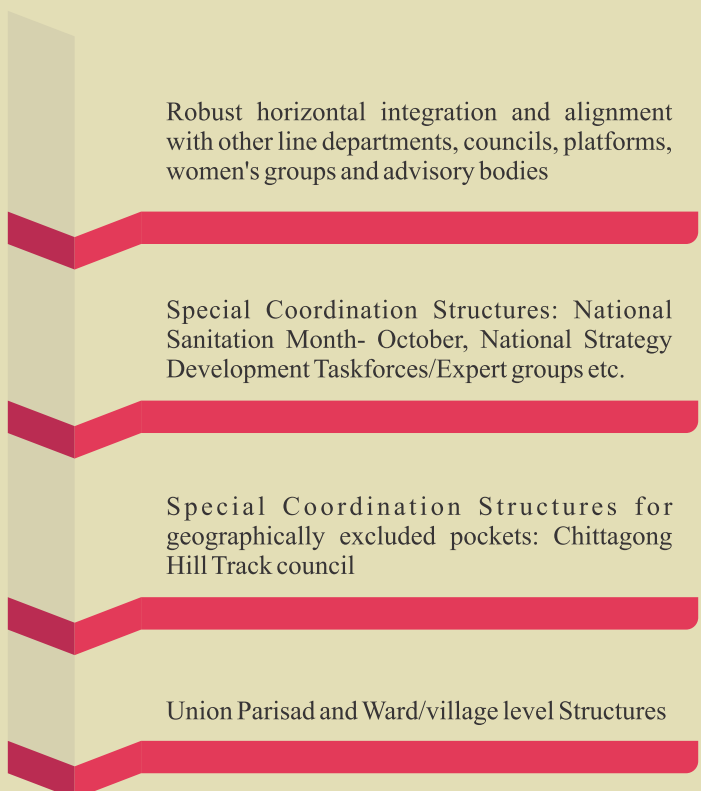 Robust horizontal integration and alignment
with other line departments, councils, platforms,
women's groups and advisory bodies
Special Coordination Structures: National
Sanitation Month- October, National Strategy
Development Taskforces/Expert groups etc.
Special Coordination Structures for
geographically excluded pockets: Chittagong
Hill Track council
Union Parisad and Ward/village level Structures